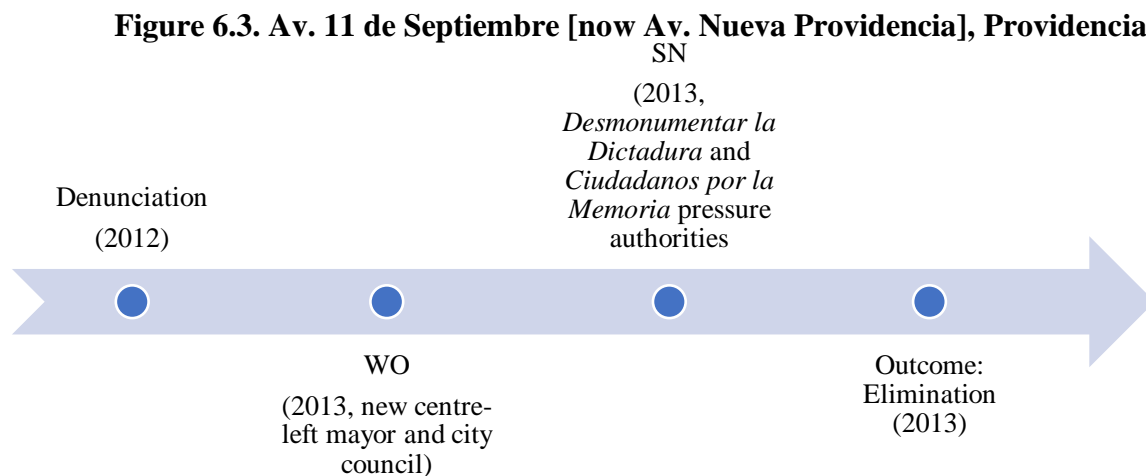 Figure 6.3. Av. 11 de Septiembre [now Av. Nueva Providencia], Providencia
Denunciation
(2012)
WO
(2013, new centre-
left mayor and city
council)
SN
(2013,
Desmonumentar la
Dictadura and
Ciudadanos por la
Memoria pressure
authorities
Outcome:
Elimination
(2013)